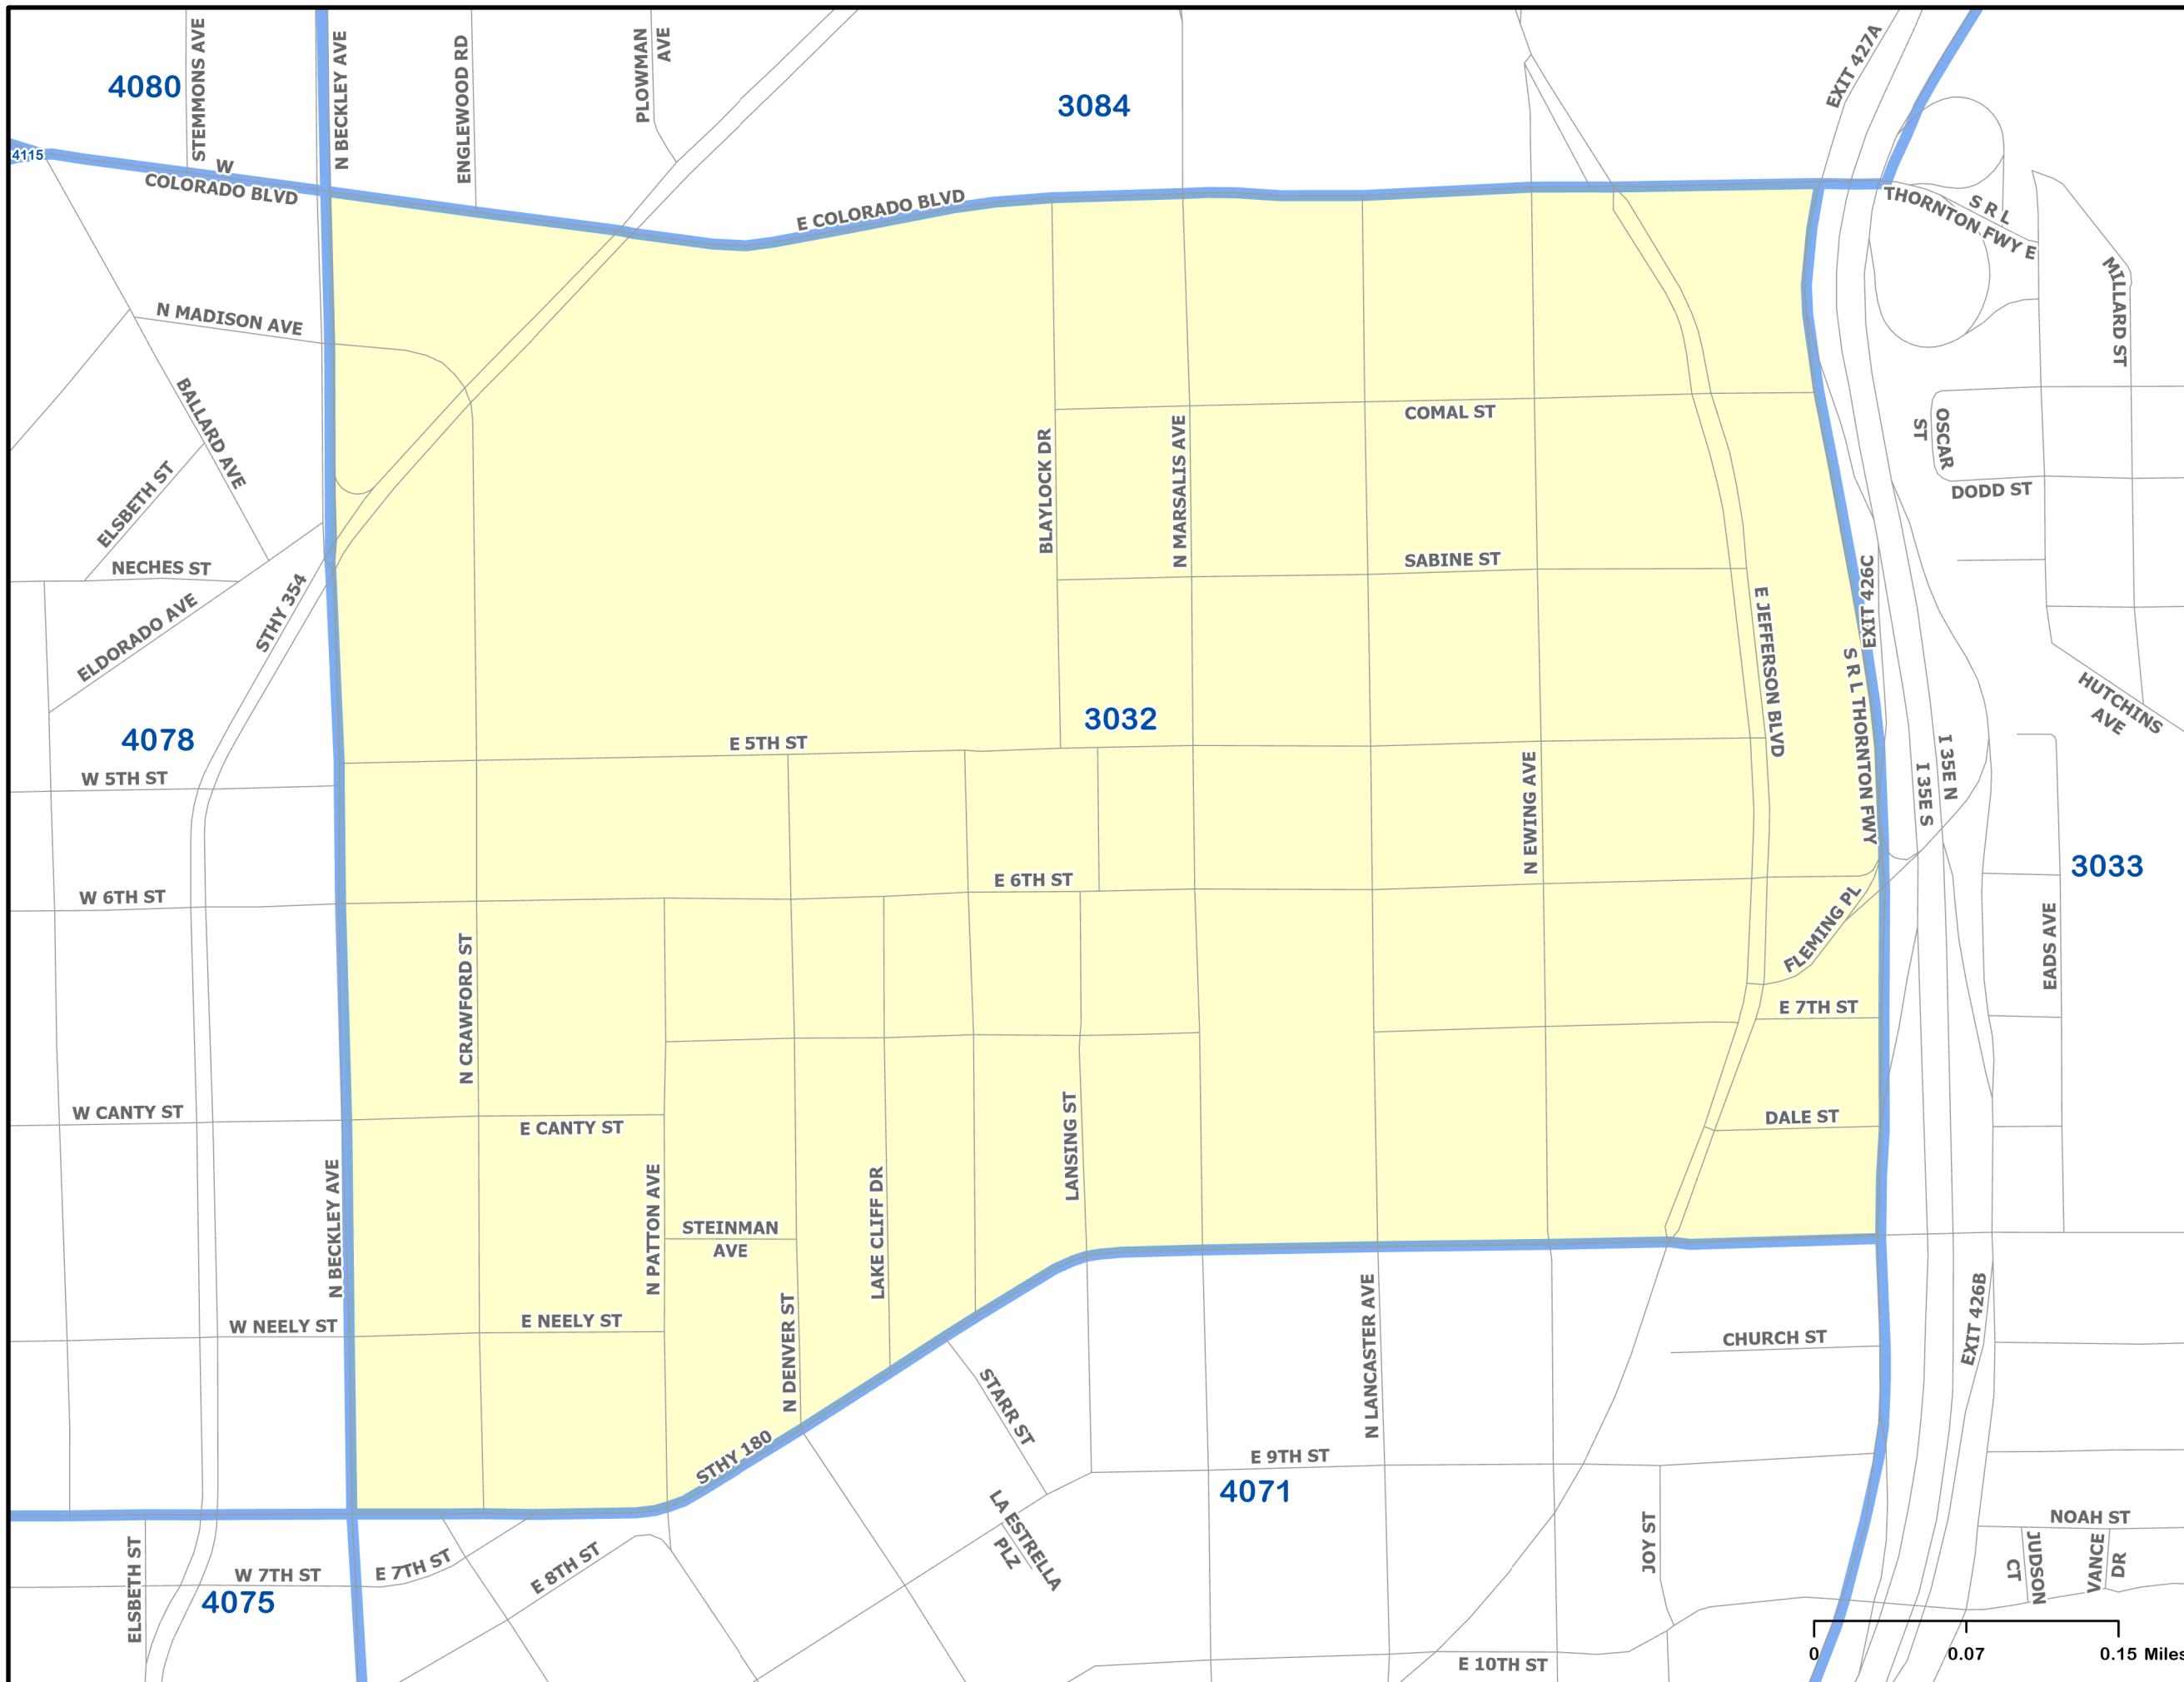 STEMMONS AVE
N BECKLEY AVE
ENGLEWOOD RD
PLOWMAN
AVE
EXIT 427A
4080
3084
4115
W
COLORADO BLVD
E COLORADO BLVD
S R L
THORNTON FWY E
MILLARD ST
N MADISON AVE
BALLARD AVE
COMAL ST
OSCAR
ST
BLAYLOCK DR
N MARSALIS AVE
ELSBETH ST
DODD ST
NECHES ST
SABINE ST
EXIT 426C
STHY 354
ELDORADO AVE
E JEFFERSON BLVD
S R L THORNTON FWY
HUTCHINS
AVE
4078
3032
E 5TH ST
W 5TH ST
N EWING AVE
I 35E S
I 35E N
3033
E 6TH ST
W 6TH ST
FLEMING PL
EADS AVE
N CRAWFORD ST
E 7TH ST
W CANTY ST
E CANTY ST
DALE ST
LANSING ST
N BECKLEY AVE
N PATTON AVE
STEINMAN
AVE
LAKE CLIFF DR
N DENVER ST
N LANCASTER AVE
EXIT 426B
W NEELY ST
E NEELY ST
CHURCH ST
STARR ST
STHY 180
E 9TH ST
4071
LA ESTRELLA
PLZ
JOY ST
NOAH ST
JUDSON
CT
VANCE
DR
ELSBETH ST
W 7TH ST
E 7TH ST
E 8TH ST
4075
E 10TH ST
0 0.07 0.15 Miles